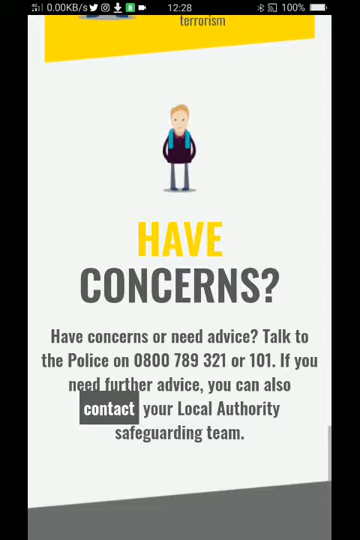 0.00KB/s 12:28 100%
terrorism
HAVE
CONCERNS?
Have concerns or need advice? Talk to
the Police on 0800 789 321 or 101. If you
need further advice, you can also
contact your Local Authority
safeguarding team.